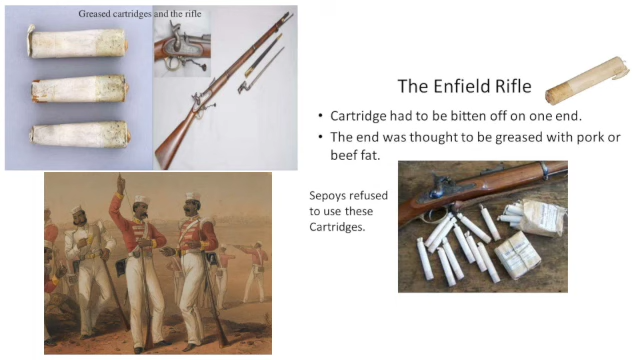 Greased cartridges and the rifle
The Enfield Rifle
• Cartridge had to be bitten off on one end.
• The end was thought to be greased with pork or
beef fat.
Sepoys refused
to use these
Cartridges.